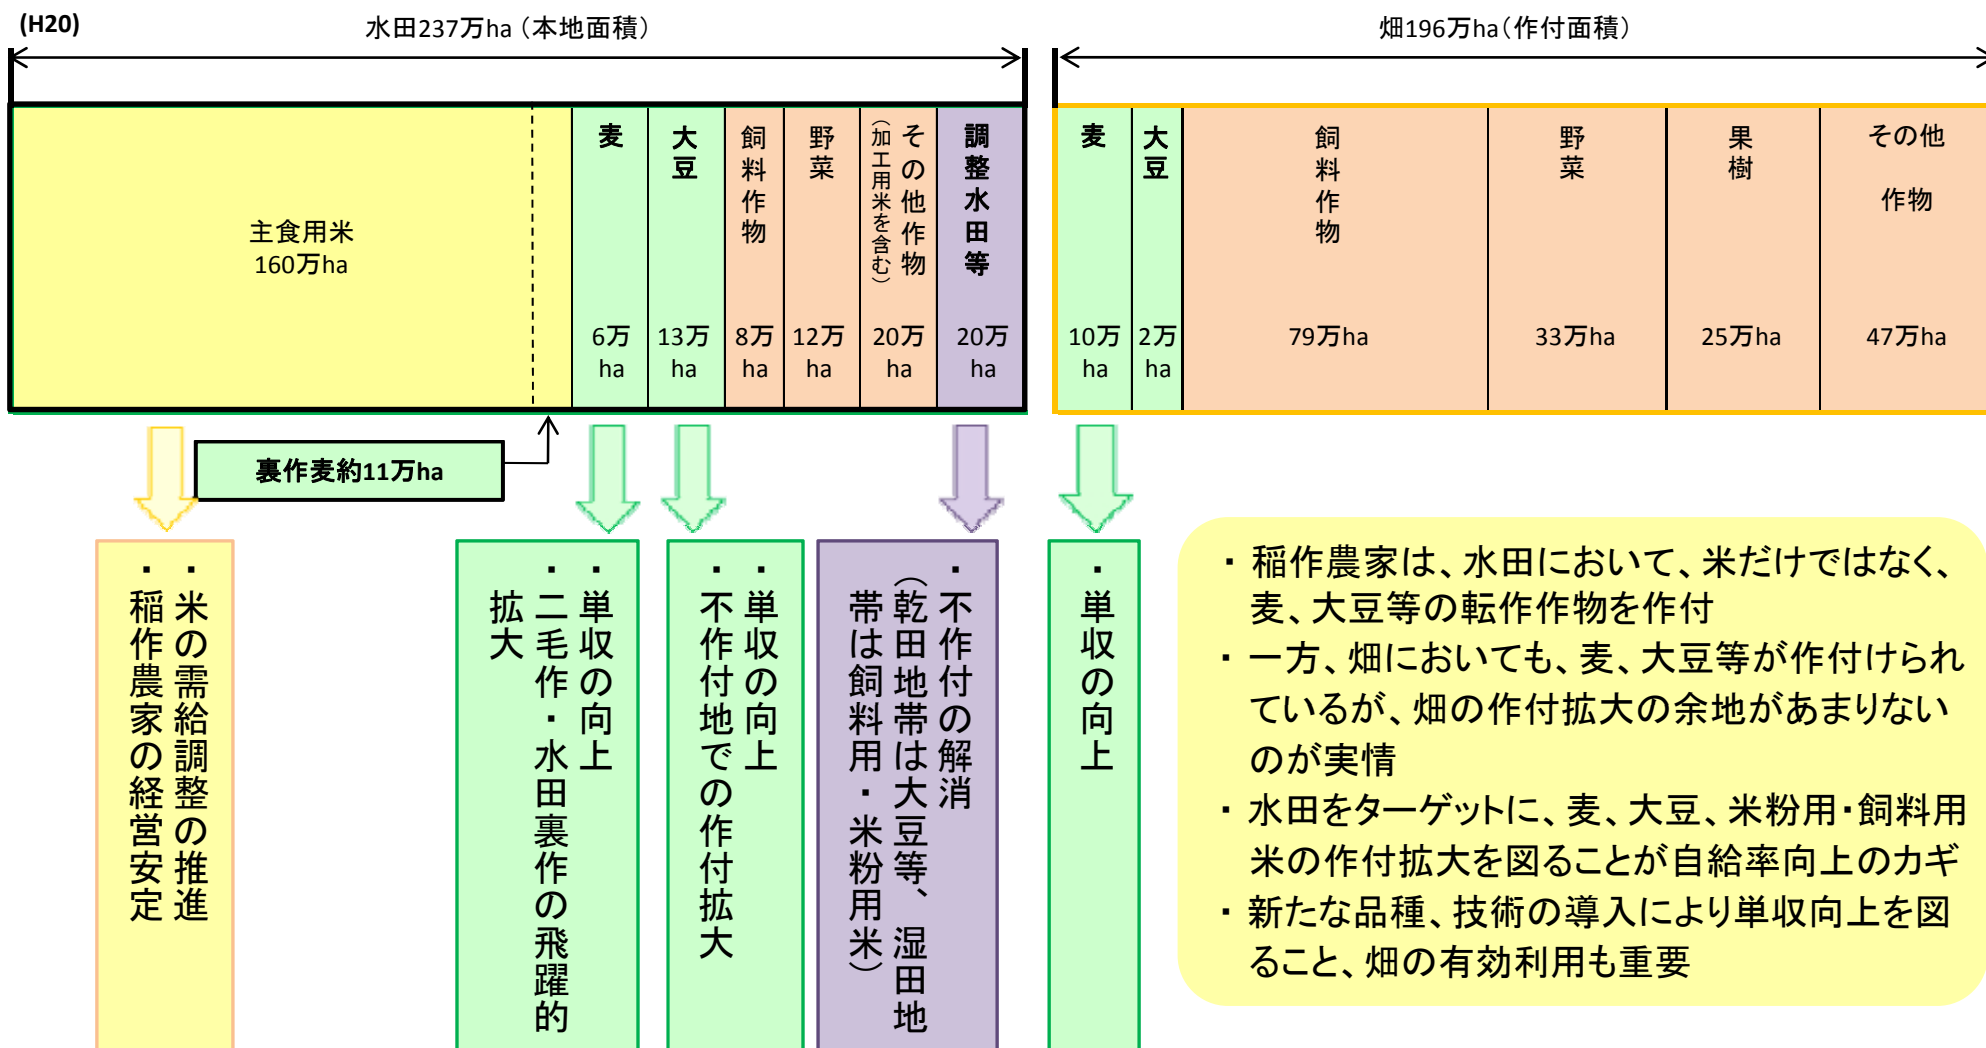 (H20)
水田237万ha（本地面積）
畑196万ha（作付面積）
主食用米
160万ha
麦
6万
ha
大豆
13万
ha
飼料作物
8万
ha
野菜
12万
ha
その他作物
（加工用米を含む）
20万
ha
調整水田等
20万
ha
麦
10万
ha
大豆
2万
ha
飼料作物
79万ha
野菜
33万ha
果樹
25万ha
その他
作物
47万ha
裏作麦約11万ha
・米の需給調整の推進
・稲作農家の経営安定
・単収の向上
・二毛作・水田裏作の飛躍的
拡大
・単収の向上
・不作付地での作付拡大
・不作付の解消
（乾田地帯は大豆等、湿田地
帯は飼料用・米粉用米）
・単収の向上
・稲作農家は、水田において、米だけではなく、
麦、大豆等の転作作物を作付
・一方、畑においても、麦、大豆等が作付けられ
ているが、畑の作付拡大の余地があまりない
のが実情
・水田をターゲットに、麦、大豆、米粉用・飼料用
米の作付拡大を図ることが自給率向上のカギ
・新たな品種、技術の導入により単収向上を図
ること、畑の有効利用も重要